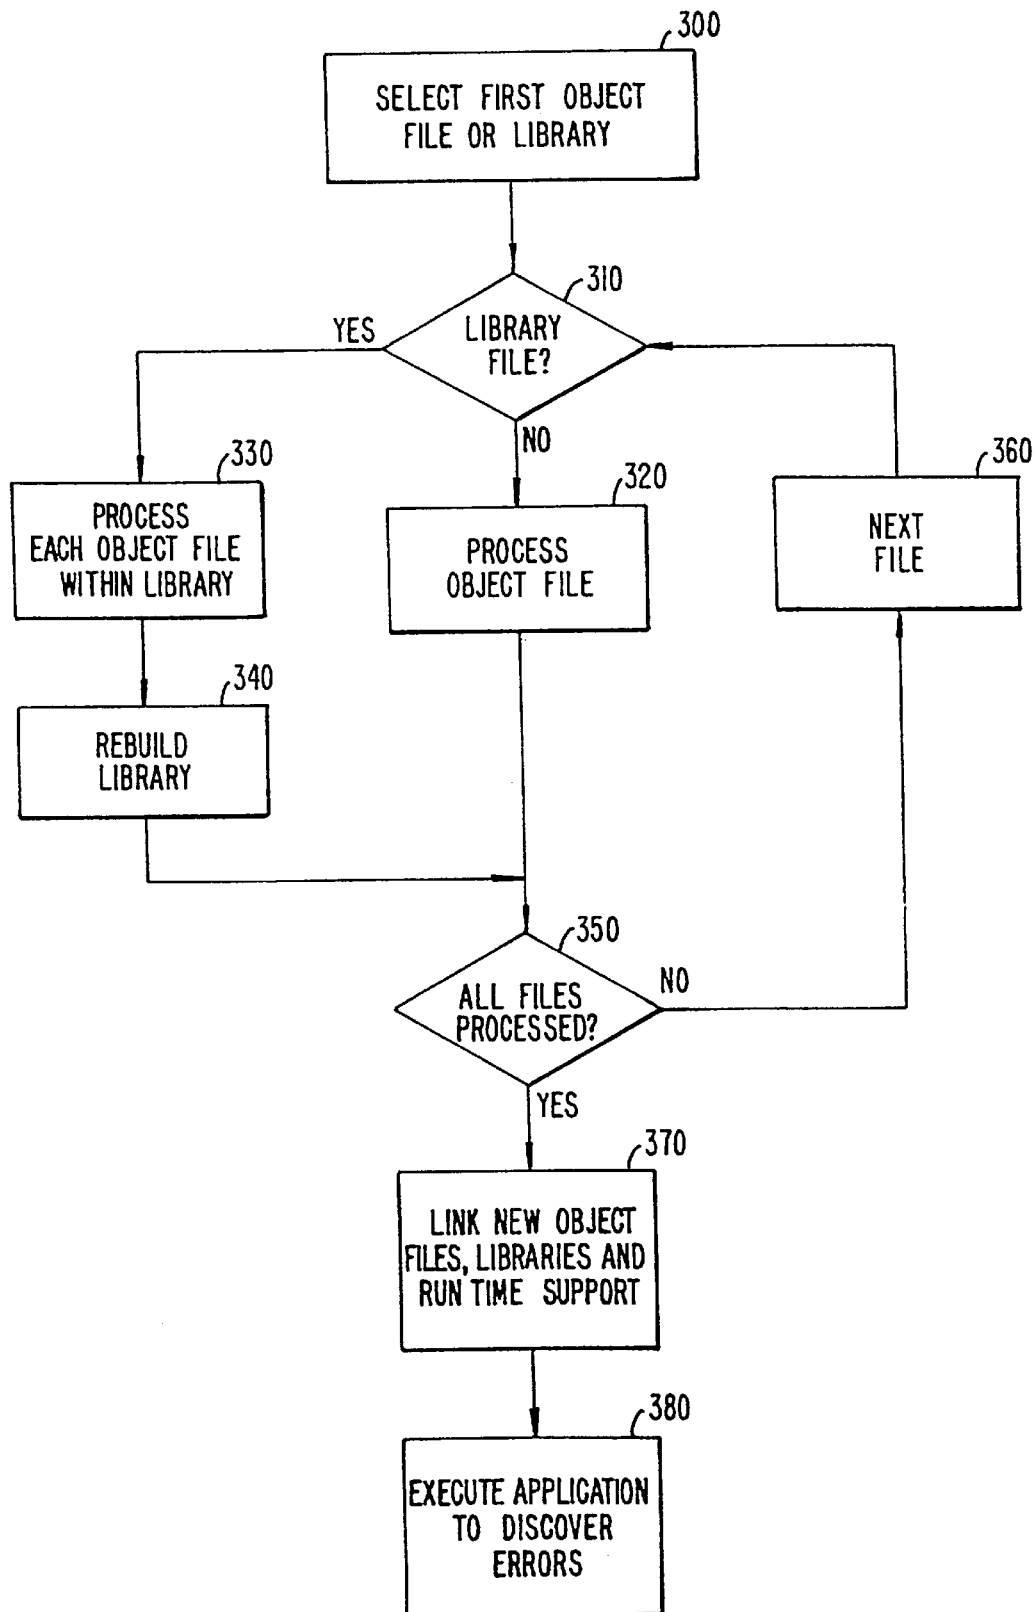 300
SELECT FIRST OBJECT
FILE OR LIBRARY
310
YES
LIBRARY
FILE?
NO
330
PROCESS
EACH OBJECT FILE
WITHIN LIBRARY
320
PROCESS
OBJECT FILE
360
NEXT
FILE
340
REBUILD
LIBRARY
350
ALL FILES
PROCESSED?
NO
YES
370
LINK NEW OBJECT
FILES, LIBRARIES AND
RUN TIME SUPPORT
380
EXECUTE APPLICATION
TO DISCOVER
ERRORS